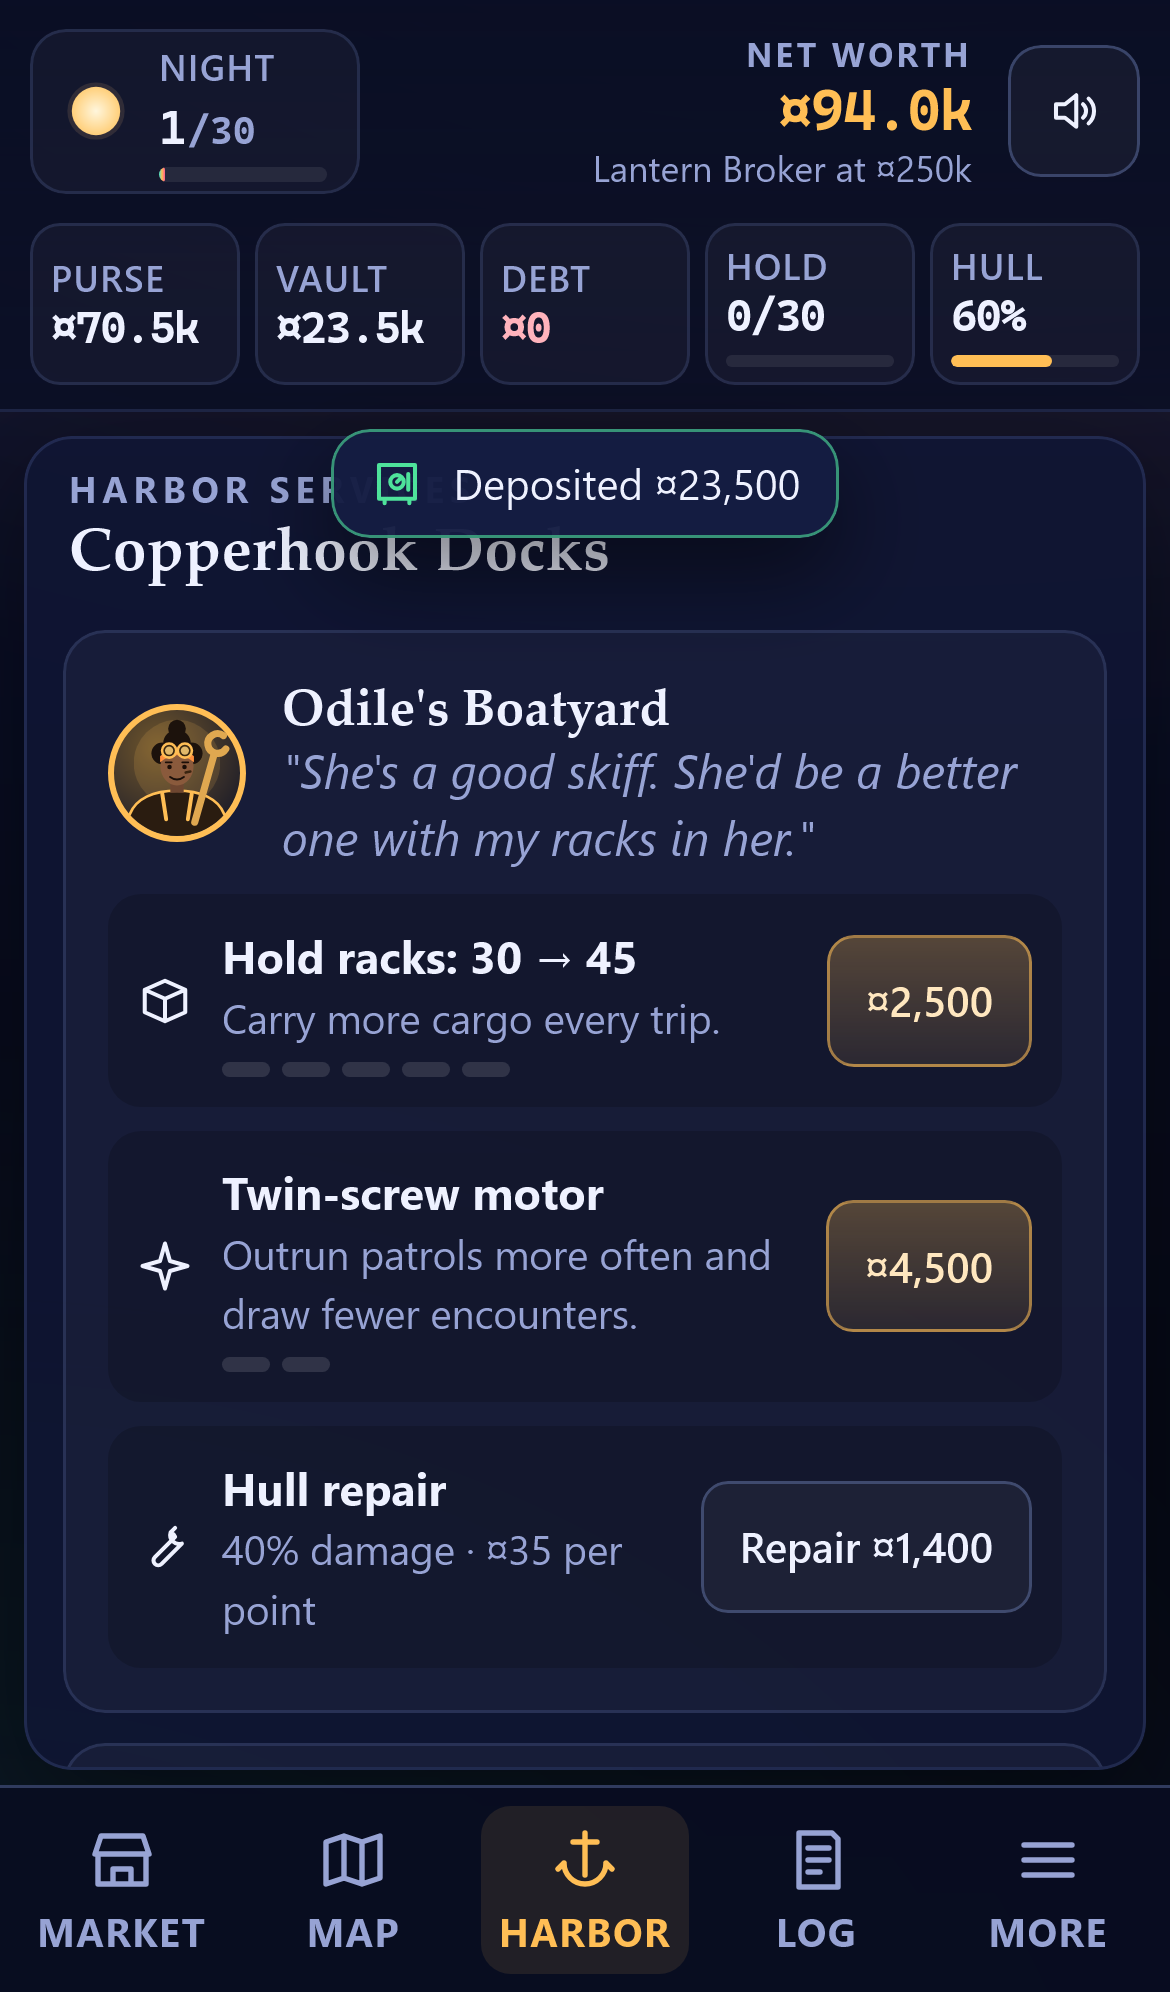 NIGHT
1/30
NET WORTH
¤94.0k
Lantern Broker at ¤250k
PURSE
¤70.5k
VAULT
¤23.5k
DEBT
¤0
HOLD
0/30
HULL
60%
Deposited ¤23,500
HARBOR
Copperhook Docks
Odile's Boatyard
"She's a good skiff. She'd be a better
one with my racks in her."
Hold racks: 30 → 45
Carry more cargo every trip.
¤2,500
Twin-screw motor
Outrun patrols more often and
draw fewer encounters.
¤4,500
Hull repair
40% damage · ¤35 per
point
Repair ¤1,400
MARKET
MAP
HARBOR
LOG
MORE